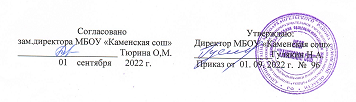 Согласовано
зам.директора МБОУ «Каменская сош»
Тюрина О.М.
01 сентября 2022 г.
Утверждаю:
Директор МБОУ «Каменская сош»
Приказ от 01. 09. 2022 г. № 96